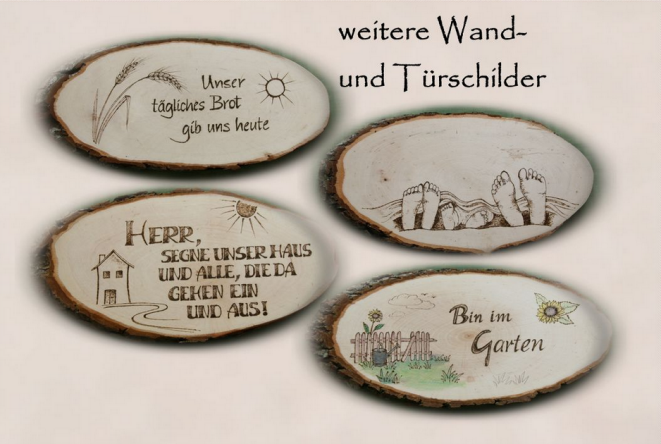 weitere Wand-
und Türschilder
Unser
tägliches Brot
gib uns heute
HERR,
SEGNE UNSER HAUS
UND ALLE, DIE DA
GEHEN EIN
UND AUS!
Bin im
Garten